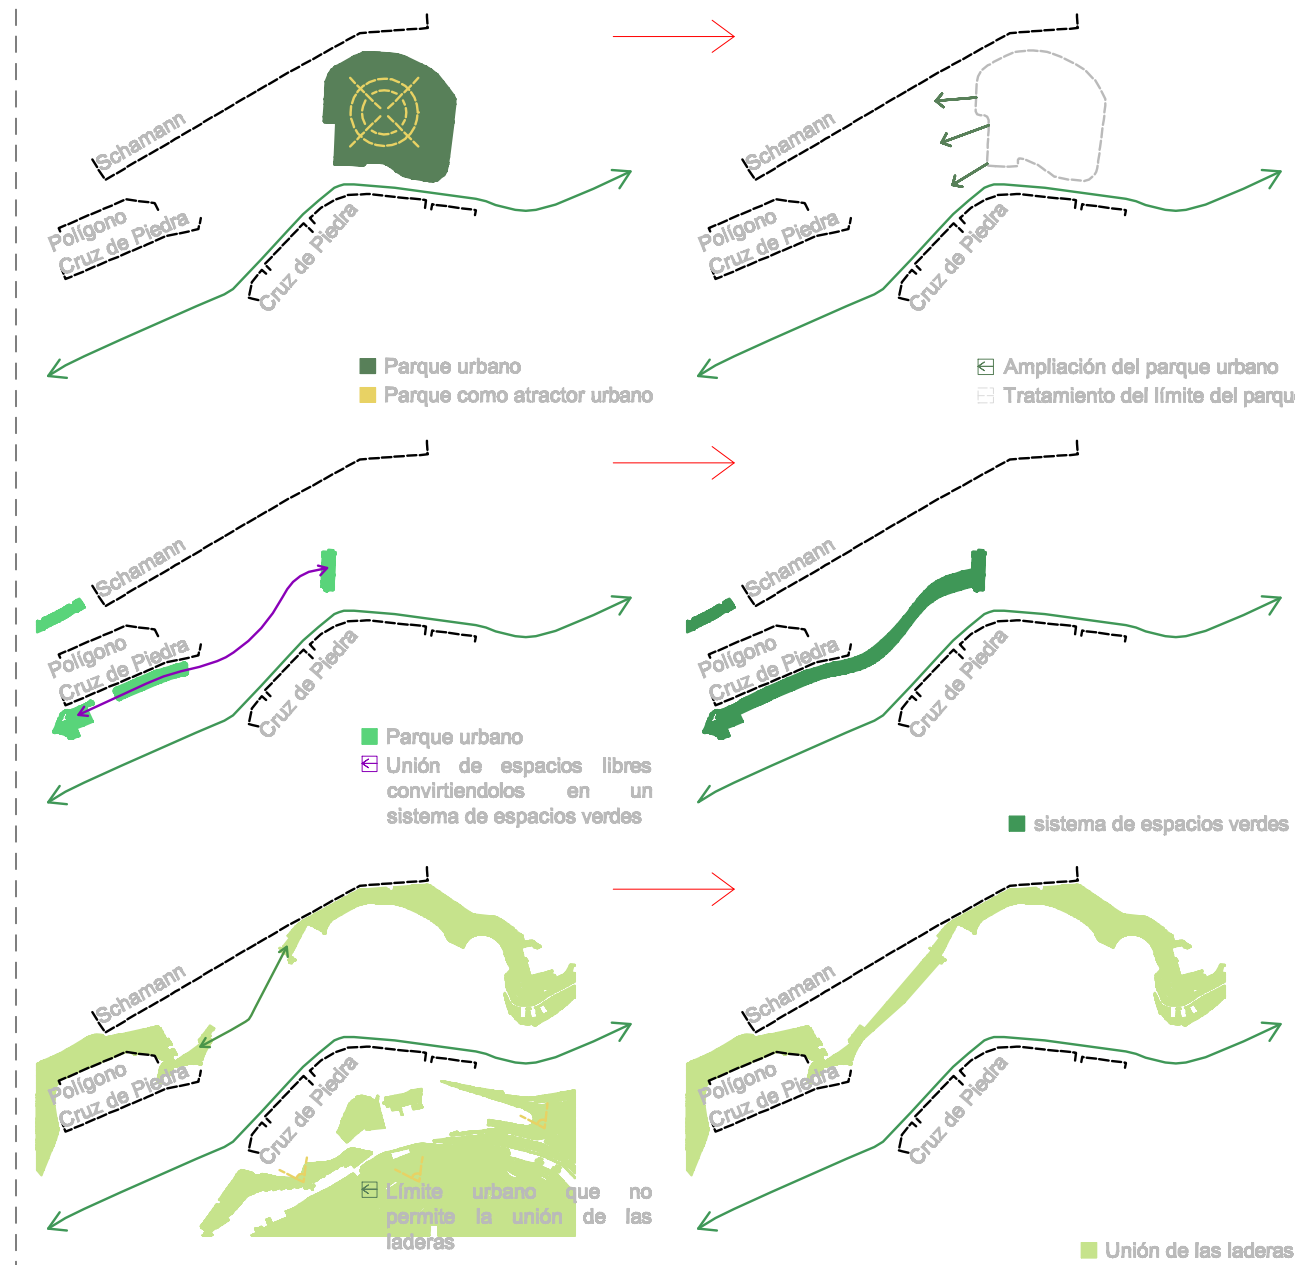 Schamann
Polígono
Cruz de Piedra
Cruz de Piedra
Parque urbano
Parque como atractor urbano
Schamann
Polígono
Cruz de Piedra
Cruz de Piedra
Ampliación del parque urbano
Tratamiento del límite del parqu
Schamann
Polígono
Cruz de Piedra
Cruz de Piedra
Parque urbano
Unión de espacios libres
convirtiendolos en un
sistema de espacios verdes
Schamann
Polígono
Cruz de Piedra
Cruz de Piedra
sistema de espacios verdes
Schamann
Polígono
Cruz de Piedra
Cruz de Piedra
Límite urbano que no
permite la unión de las
laderas
Schamann
Polígono
Cruz de Piedra
Cruz de Piedra
Unión de las laderas